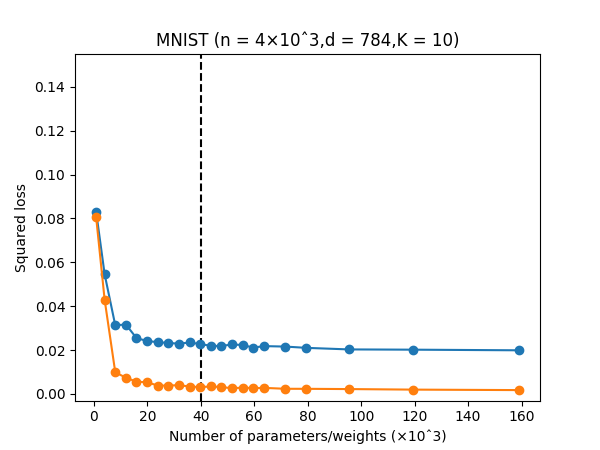 MNIST (n = 4×10ˆ3,d = 784,K = 10)
Squared loss
0.14
0.12
0.10
0.08
0.06
0.04
0.02
0.00
0 20 40 60 80 100 120 140 160
Number of parameters/weights (×10ˆ3)